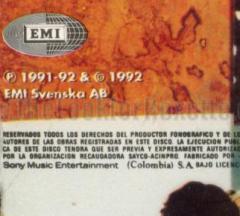 EMI
Ⓟ 1991-92 & © 1992
EMI Svenska AB
RESERVADOS TODOS LOS DERECHOS DEL PRODUCTOR FONOGRAFICO Y DE LO
AUTORES DE LAS OBRAS REGISTRADAS EN ESTE DISCO. LA EJECUCION PUBL
CA DE ESTE DISCO TENDRA QUE SER PREVIA Y EXPRESAMENTE AUTORIZA
POR LA ORGANIZACION RECAUDADORA SAYCO-ACINPRO. FABRICADO POR
Sony Music Entertainment (Colombia) S.A. BAJO LICENC